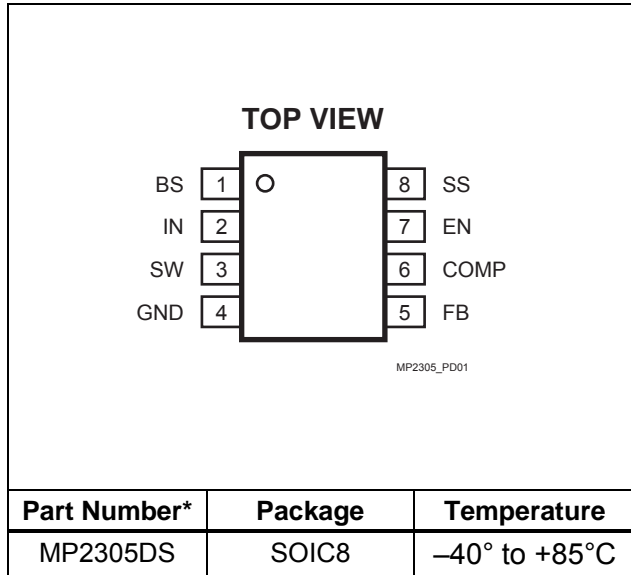 TOP VIEW
BS 1 8 SS
IN 2 7 EN
SW 3 6 COMP
GND 4 5 FB
MP2305_PD01
Part Number* Package Temperature
MP2305DS SOIC8 –40° to +85°C